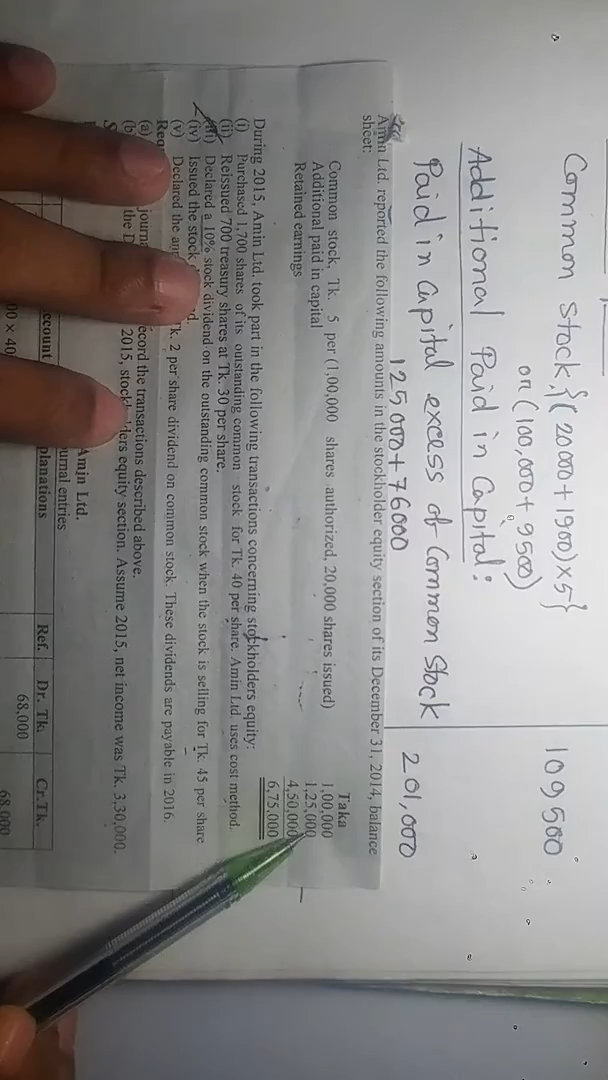 Common stock,{(20000+1900)×5}
or (100,000+9500) 109500
Additional Paid in Capital:
Paid in Capital excess of Common Stock
125000+76000 201,000
Amin Ltd. reported the following amounts in the stockholder equity section of its December 31, 2014, balance
sheet:
Taka
Common stock, Tk. 5 per (1,00,000 shares authorized, 20,000 shares issued) 1,00,000
Additional paid in capital 1,25,000
Retained earnings 4,50,000
6,75,000
During 2015, Amin Ltd. took part in the following transactions concerning stockholders equity:
(i) Purchased 1,700 shares of its outstanding common stock for Tk. 40 per share. Amin Ltd. uses cost method.
(ii) Reissued 700 treasury shares at Tk. 30 per share.
(iii) Declared a 10% stock dividend on the outstanding common stock when the stock is selling for Tk. 45 per share
(iv) Issued the stock
(v) Declared the Tk. 2 per share dividend on common stock. These dividends are payable in 2016.
(a) record the transactions described above.
(b) the 2015, stockholders equity section. Assume 2015, net income was Tk. 3,30,000.
Amin Ltd.
journal entries
Ref. Dr. Tk. Cr.Tk.
× 40 68,000
68,000